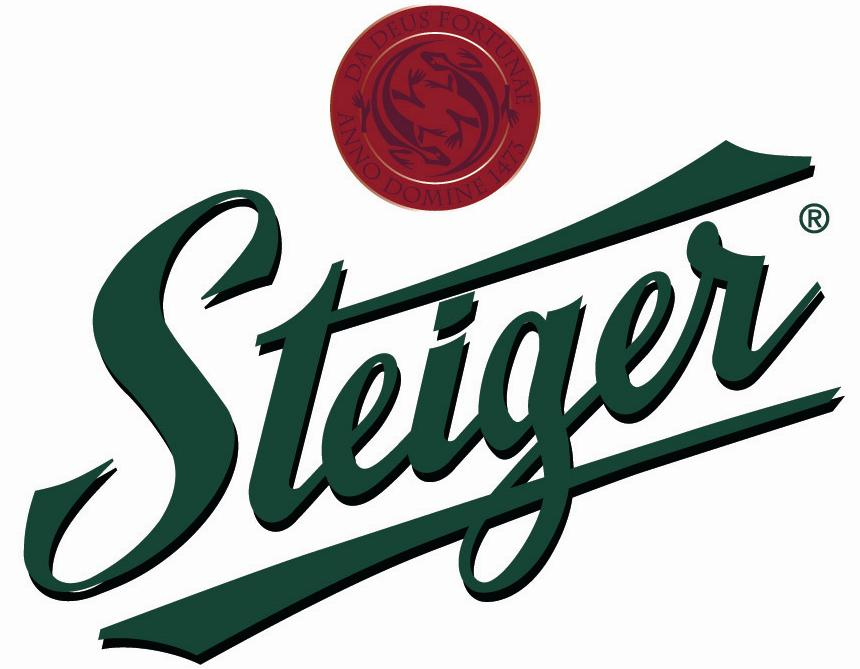 DA DEUS FORTUNAE
ANNO DOMINE 1473
Steiger
®